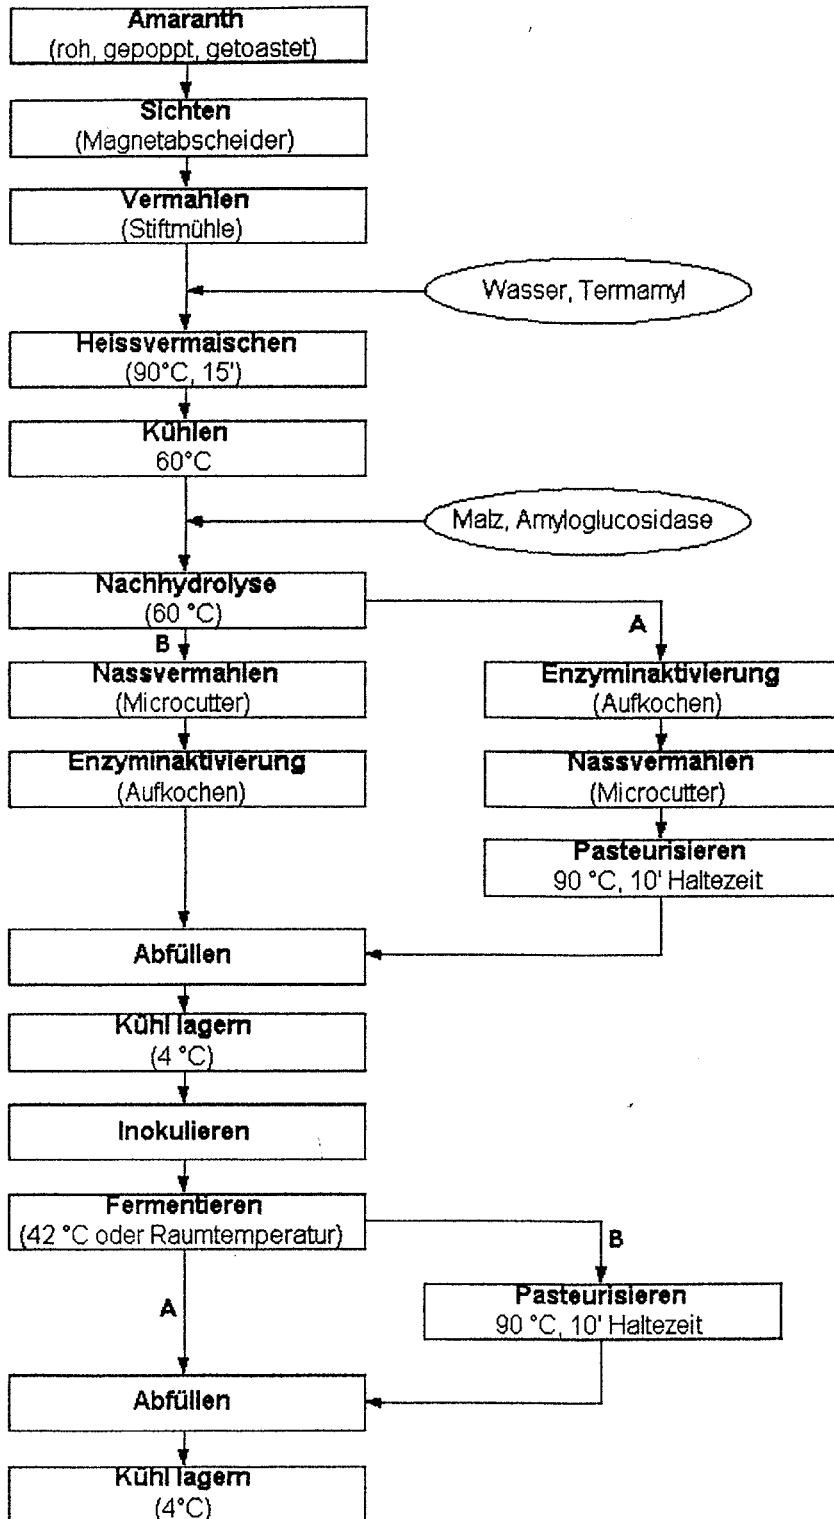 Amaranth
(roh, gepoppt, getoastet)
Sichten
(Magnetabscheider)
Vermahlen
(Stiftmühle)
Wasser, Termamyl
Heissvermaischen
(90°C, 15')
Kühlen
60°C
Malz, Amyloglucosidase
Nachhydrolyse
(60 °C)
B
A
Nassvermahlen
(Microcutter)
Enzyminaktivierung
(Aufkochen)
Enzyminaktivierung
(Aufkochen)
Nassvermahlen
(Microcutter)
Pasteurisieren
90 °C, 10' Haltezeit
Abfüllen
Kühl lagern
(4 °C)
Inokulieren
Fermentieren
(42 °C oder Raumtemperatur)
B
A
Pasteurisieren
90 °C, 10' Haltezeit
Abfüllen
Kühl lagern
(4°C)